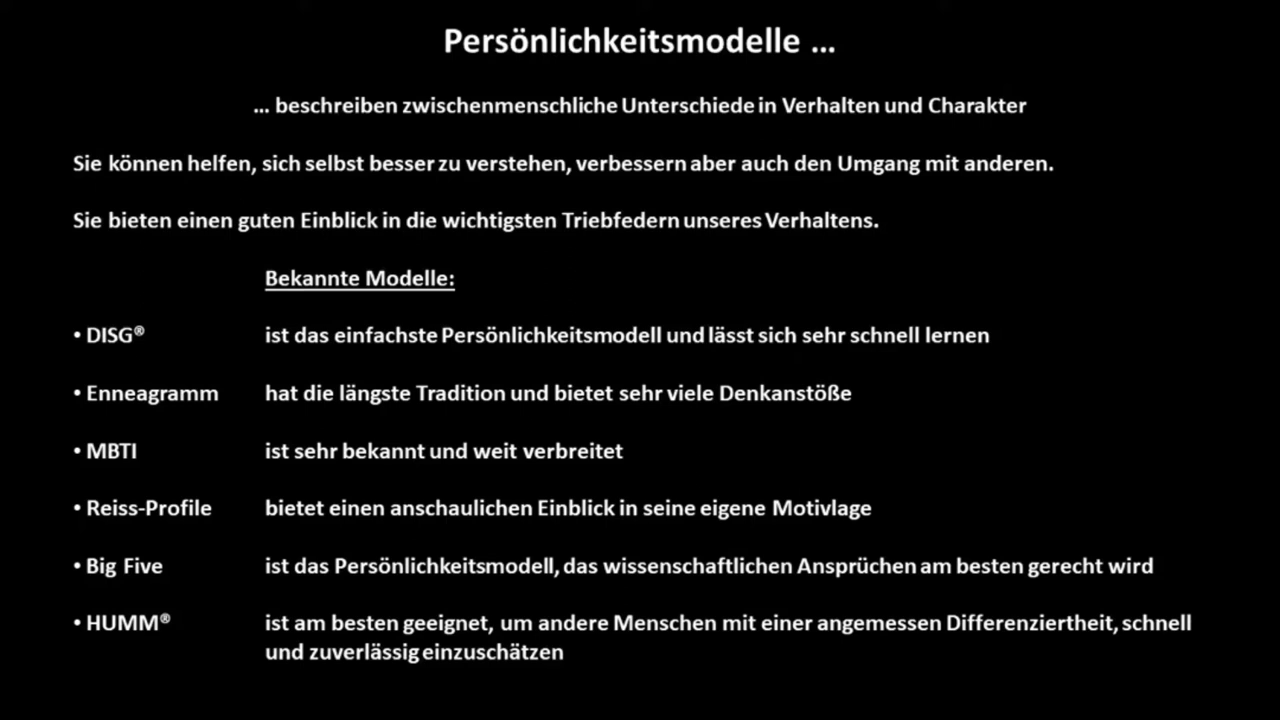 Persönlichkeitsmodelle ...
... beschreiben zwischenmenschliche Unterschiede in Verhalten und Charakter
Sie können helfen, sich selbst besser zu verstehen, verbessern aber auch den Umgang mit anderen.
Sie bieten einen guten Einblick in die wichtigsten Triebfedern unseres Verhaltens.
Bekannte Modelle:
• DISG® ist das einfachste Persönlichkeitsmodell und lässt sich sehr schnell lernen
• Enneagramm hat die längste Tradition und bietet sehr viele Denkanstöße
• MBTI ist sehr bekannt und weit verbreitet
• Reiss-Profile bietet einen anschaulichen Einblick in seine eigene Motivlage
• Big Five ist das Persönlichkeitsmodell, das wissenschaftlichen Ansprüchen am besten gerecht wird
• HUMM® ist am besten geeignet, um andere Menschen mit einer angemessen Differenziertheit, schnell
und zuverlässig einzuschätzen